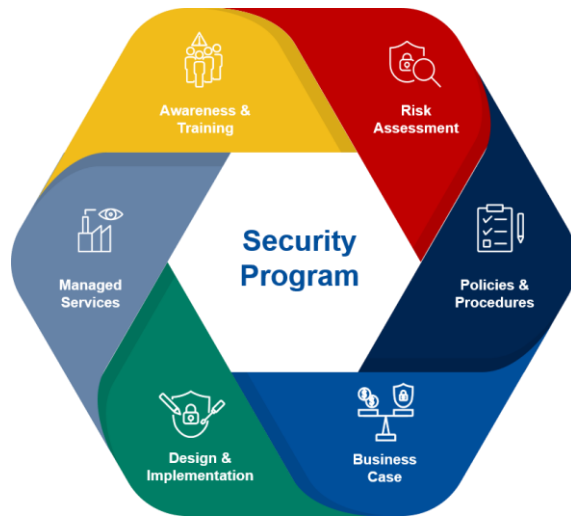 Awareness &
Training
Risk
Assessment
Security
Program
Managed
Services
Policies &
Procedures
Design &
Implementation
Business
Case